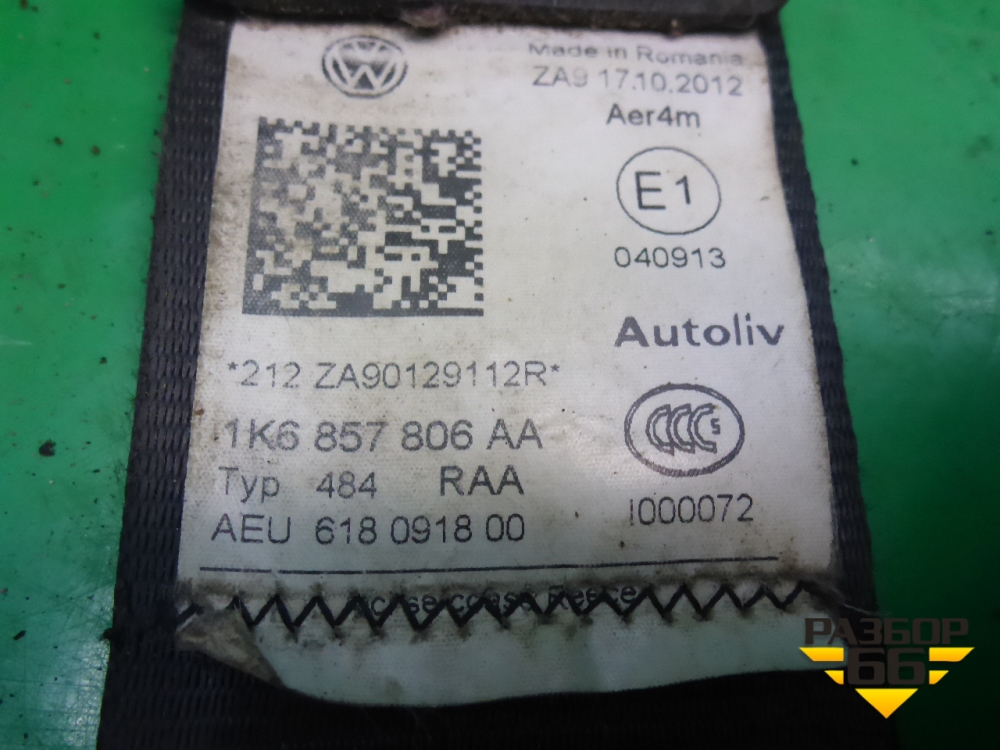 Made in Romania
ZA9 17.10.2012
Aer4m
E1
040913
Autoliv
*212 ZA90129112R*
1K6 857 806 AA
Typ 484 RAA
AEU 618 0918 00
CCC S
I000072
РАЗБОР
66